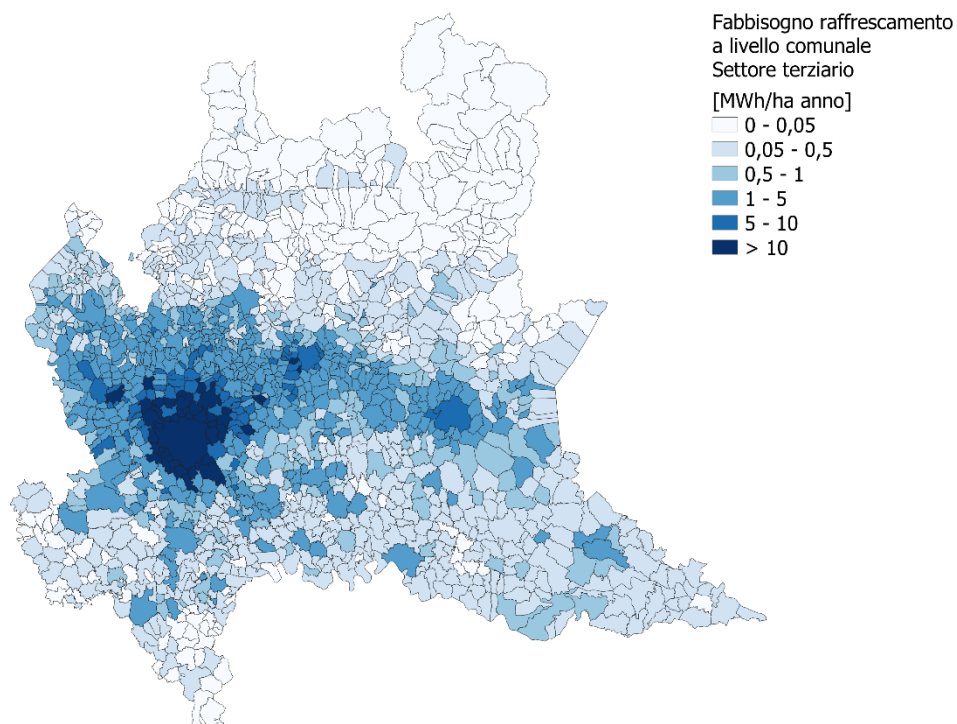 Fabbisogno raffrescamento
a livello comunale
Settore terziario
[MWh/ha anno]
0 - 0,05
0,05 - 0,5
0,5 - 1
1 - 5
5 - 10
> 10